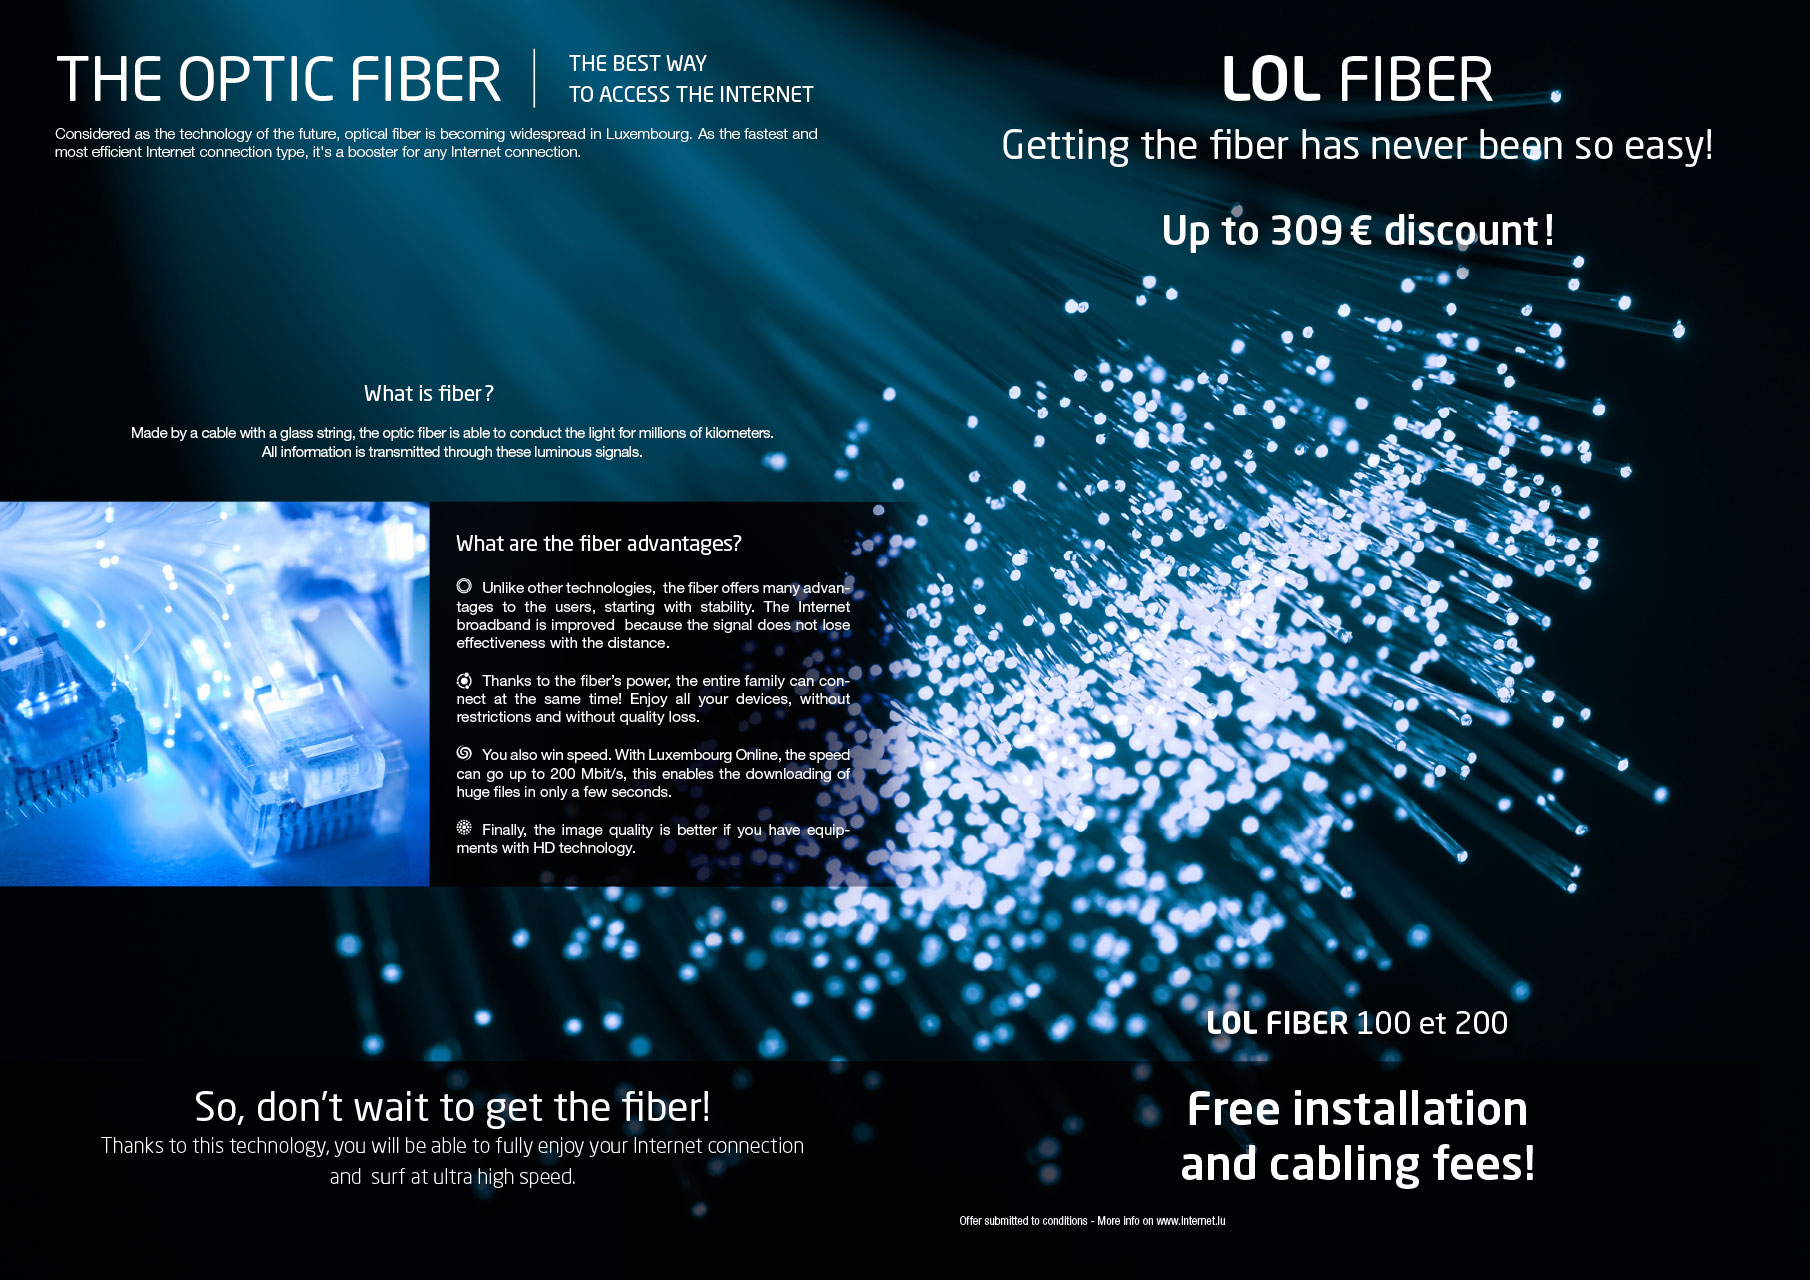 THE OPTIC FIBER
THE BEST WAY
TO ACCESS THE INTERNET
Considered as the technology of the future, optical fiber is becoming widespread in Luxembourg. As the fastest and
most efficient Internet connection type, it's a booster for any Internet connection.
What is fiber?
Made by a cable with a glass string, the optic fiber is able to conduct the light for millions of kilometers.
All information is transmitted through these luminous signals.
What are the fiber advantages?
Unlike other technologies, the fiber offers many advan-
tages to the users, starting with stability. The Internet
broadband is improved because the signal does not lose
effectiveness with the distance.
Thanks to the fiber's power, the entire family can con-
nect at the same time! Enjoy all your devices, without
restrictions and without quality loss.
You also win speed. With Luxembourg Online, the speed
can go up to 200 Mbit/s, this enables the downloading of
huge files in only a few seconds.
Finally, the image quality is better if you have equip-
ments with HD technology.
So, don't wait to get the fiber!
Thanks to this technology, you will be able to fully enjoy your Internet connection
and surf at ultra high speed.
LOL FIBER
Getting the fiber has never been so easy!
Up to 309 € discount !
LOL FIBER 100 et 200
Free installation
and cabling fees!
Offer submitted to conditions - More info on www.internet.lu